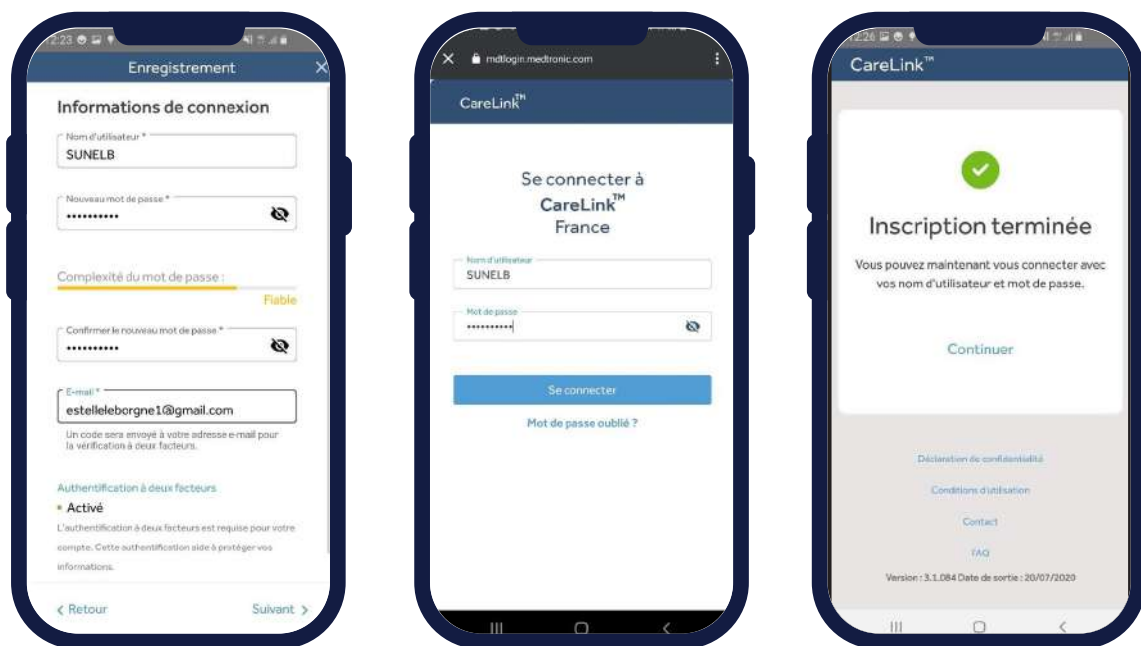 12:23
Enregistrement
Informations de connexion
Nom d'utilisateur *
SUNELB
Nouveau mot de passe *
••••••••••
Complexité du mot de passe :
Fiable
Confirmer le nouveau mot de passe *
••••••••••
E-mail *
estelleleborgne1@gmail.com
Un code sera envoyé à votre adresse e-mail pour
la vérification à deux facteurs.
Authentification à deux facteurs
Activé
L'authentification à deux facteurs est requise pour votre
compte. Cette authentification aide à protéger vos
informations.
< Retour
Suivant >
mdtlogin.medtronic.com
CareLink™
Se connecter à
CareLink™
France
Nom d'utilisateur
SUNELB
Mot de passe
••••••••••
Se connecter
Mot de passe oublié ?
12:26
CareLink™
Inscription terminée
Vous pouvez maintenant vous connecter avec
vos nom d'utilisateur et mot de passe.
Continuer
Déclaration de confidentialité
Conditions d'utilisation
Contact
FAQ
Version : 3.1.084 Date de sortie : 20/07/2020